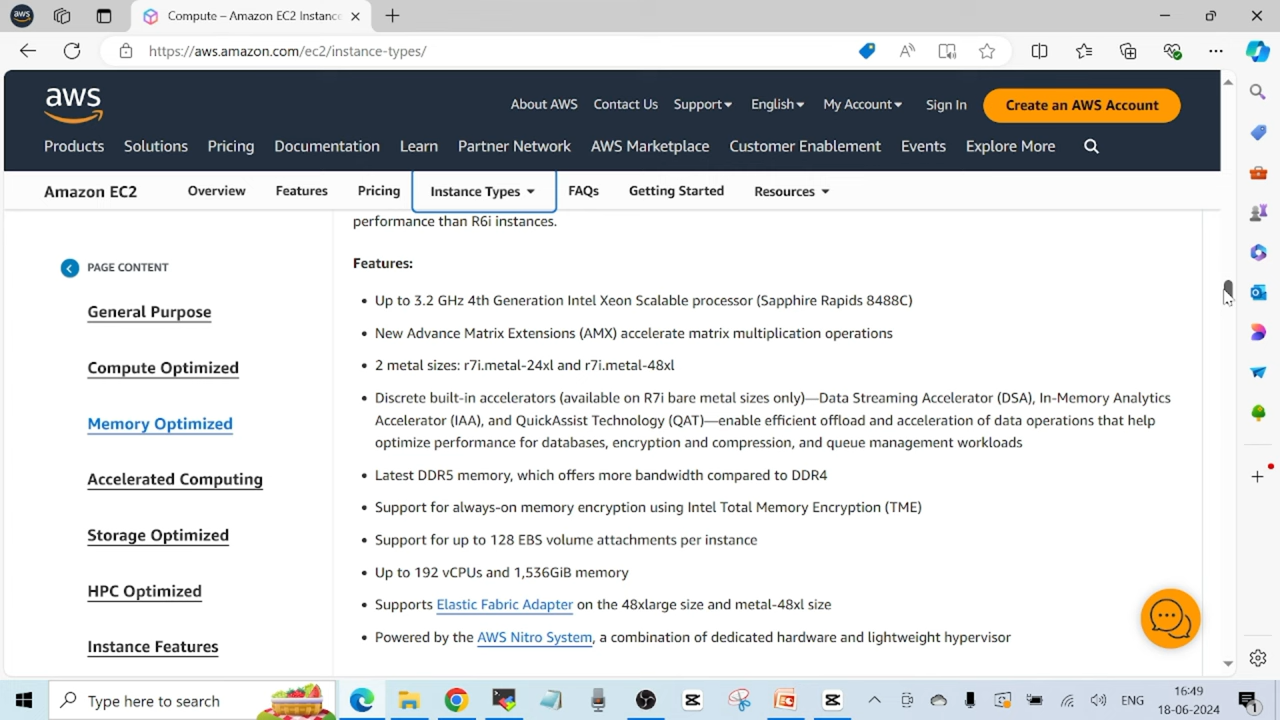 aws
Compute – Amazon EC2 Instanc
https://aws.amazon.com/ec2/instance-types/
aws
About AWS Contact Us Support English My Account Sign In Create an AWS Account
Products Solutions Pricing Documentation Learn Partner Network AWS Marketplace Customer Enablement Events Explore More
Amazon EC2 Overview Features Pricing Instance Types FAQs Getting Started Resources
PAGE CONTENT
General Purpose
Compute Optimized
Memory Optimized
Accelerated Computing
Storage Optimized
HPC Optimized
Instance Features
performance than R6i instances.
Features:
• Up to 3.2 GHz 4th Generation Intel Xeon Scalable processor (Sapphire Rapids 8488C)
• New Advance Matrix Extensions (AMX) accelerate matrix multiplication operations
• 2 metal sizes: r7i.metal-24xl and r7i.metal-48xl
• Discrete built-in accelerators (available on R7i bare metal sizes only)—Data Streaming Accelerator (DSA), In-Memory Analytics
Accelerator (IAA), and QuickAssist Technology (QAT)—enable efficient offload and acceleration of data operations that help
optimize performance for databases, encryption and compression, and queue management workloads
• Latest DDR5 memory, which offers more bandwidth compared to DDR4
• Support for always-on memory encryption using Intel Total Memory Encryption (TME)
• Support for up to 128 EBS volume attachments per instance
• Up to 192 vCPUs and 1,536GiB memory
• Supports Elastic Fabric Adapter on the 48xlarge size and metal-48xl size
• Powered by the AWS Nitro System, a combination of dedicated hardware and lightweight hypervisor
Type here to search
ENG
16:49
18-06-2024
1